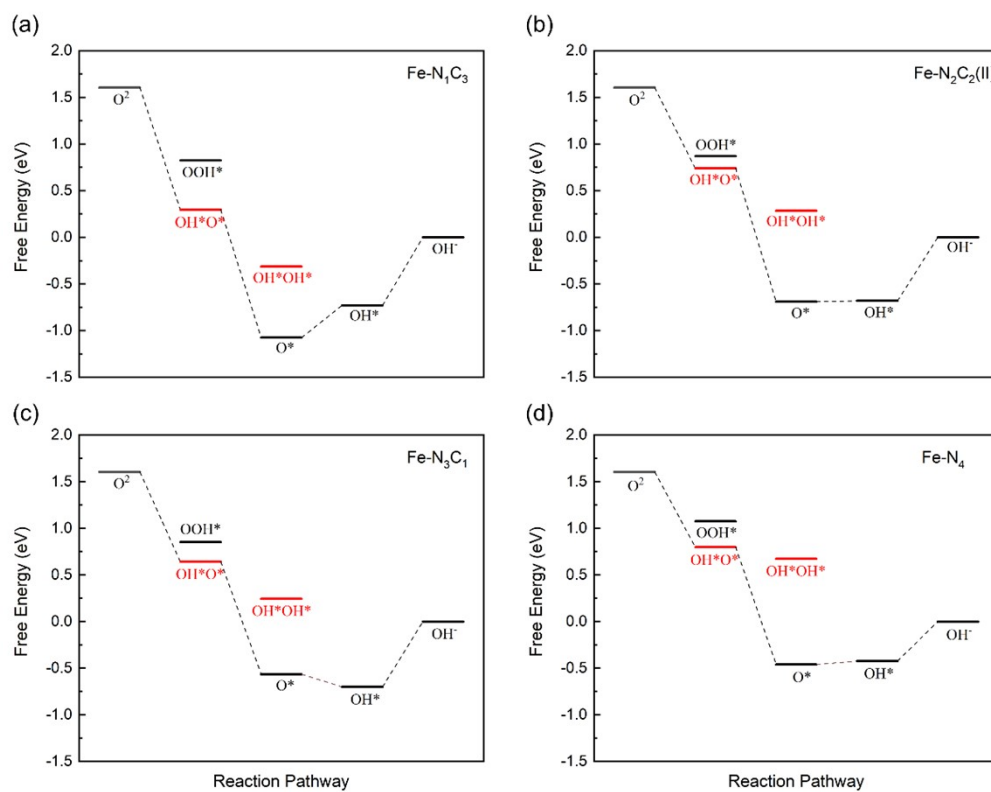 (a)
Fe-N₁C₃
2.0
1.5
1.0
0.5
0.0
-0.5
-1.0
-1.5
Free Energy (eV)
O²
OOH*
OH*O*
OH*OH*
O*
OH*
OH⁻
(b)
Fe-N₂C₂(II
2.0
1.5
1.0
0.5
0.0
-0.5
-1.0
-1.5
Free Energy (eV)
O²
OOH*
OH*O*
OH*OH*
O*
OH*
OH⁻
(c)
Fe-N₃C₁
2.0
1.5
1.0
0.5
0.0
-0.5
-1.0
-1.5
Free Energy (eV)
O²
OOH*
OH*O*
OH*OH*
O*
OH*
OH⁻
Reaction Pathway
(d)
Fe-N₄
2.0
1.5
1.0
0.5
0.0
-0.5
-1.0
-1.5
Free Energy (eV)
O²
OOH*
OH*O*
OH*OH*
O*
OH*
OH⁻
Reaction Pathway